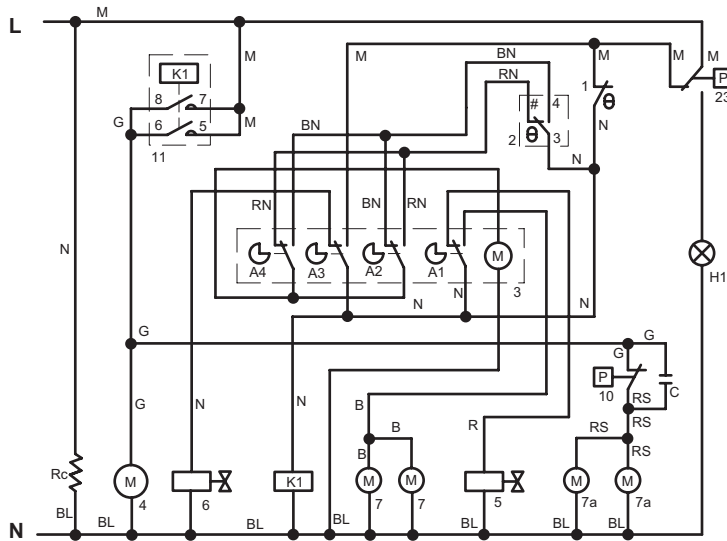 M
L
M
BN
M
M
M
M
K1
RN
P
8 7
# 4
1 θ
23
M
G
6 5
BN
θ
2 3
N
11
N
RN
BN
RN
N
M
A4 A3 A2 A1
3
H1
N
N
N
G
G
G
P
10
C
G
N
N
B
B
R
RS
RS
RS
RS
B
Rc
M
K1
M
M
M
M
4
6
7
7
5
7a
7a
BL
BL
BL
BL
BL
BL
BL
BL
N